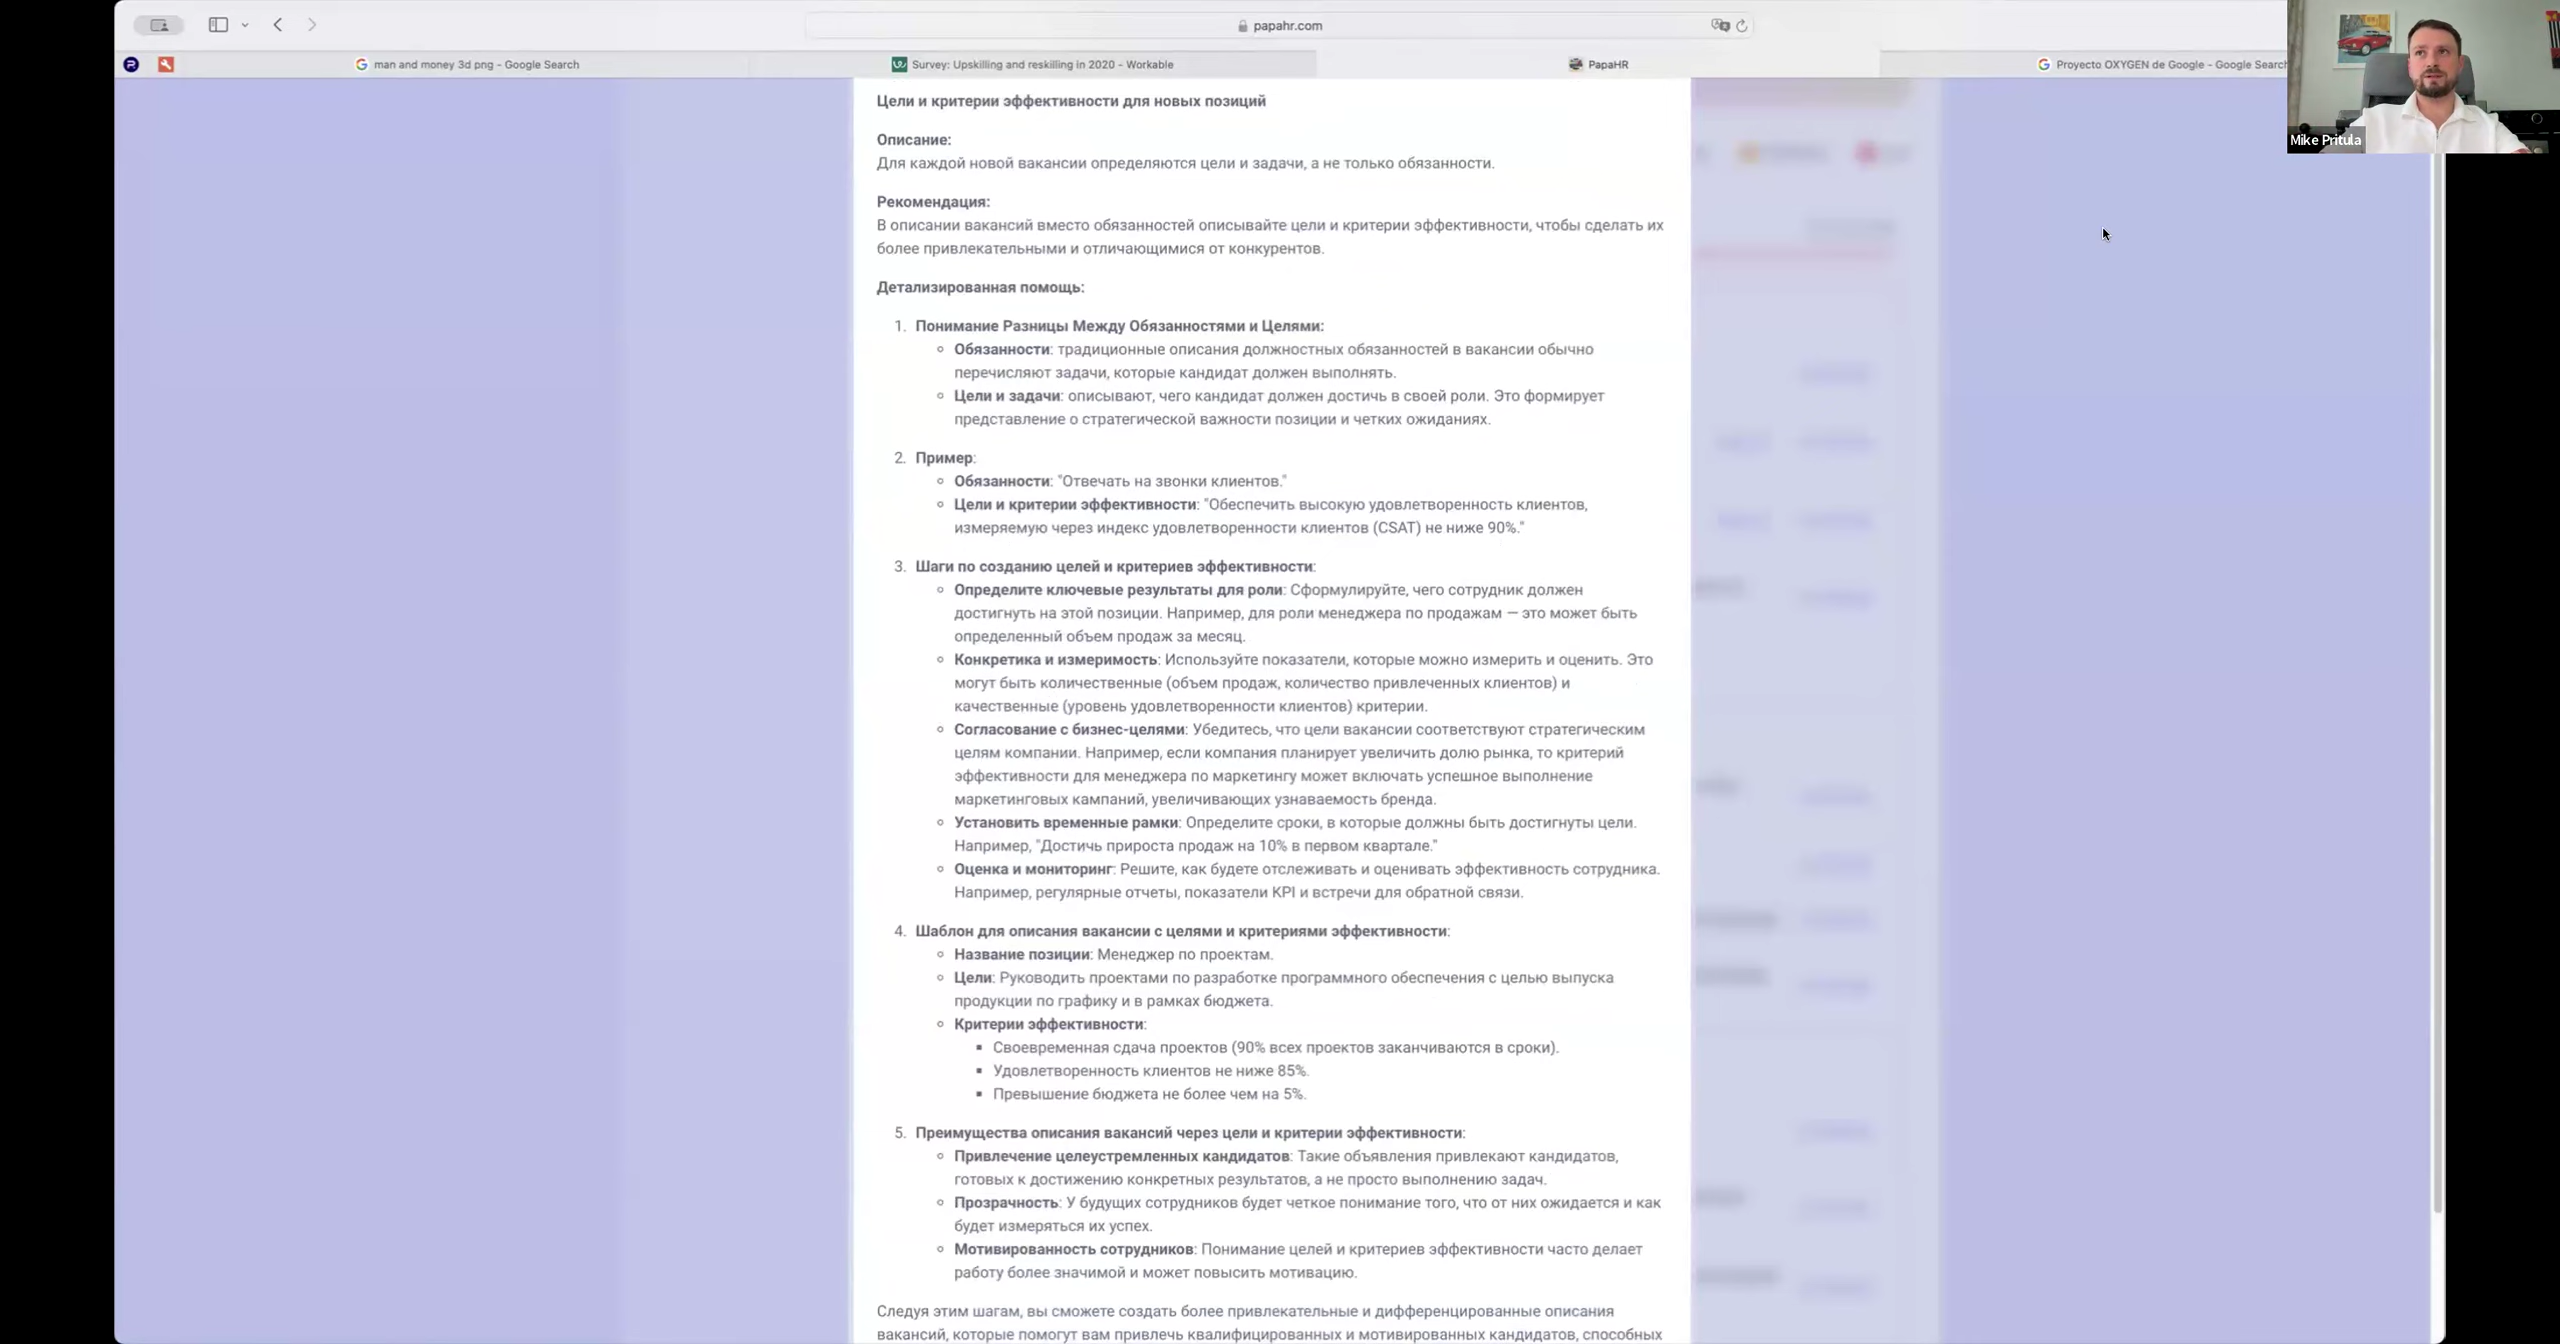 papahr.com
man and money 3d png - Google Search
Survey: Upskilling and reskilling in 2020 - Workable
PapaHR
Proyecto OXYGEN de Google - Google Search
Mike Pritula
Цели и критерии эффективности для новых позиций
Описание:
Для каждой новой вакансии определяются цели и задачи, а не только обязанности.
Рекомендация:
В описании вакансий вместо обязанностей описывайте цели и критерии эффективности, чтобы сделать их
более привлекательными и отличающимися от конкурентов.
Детализированная помощь:
1. Понимание Разницы Между Обязанностями и Целями:
Обязанности: традиционные описания должностных обязанностей в вакансии обычно
перечисляют задачи, которые кандидат должен выполнять.
Цели и задачи: описывают, чего кандидат должен достичь в своей роли. Это формирует
представление о стратегической важности позиции и четких ожиданиях.
2. Пример:
Обязанности: "Отвечать на звонки клиентов."
Цели и критерии эффективности: "Обеспечить высокую удовлетворенность клиентов,
измеряемую через индекс удовлетворенности клиентов (CSAT) не ниже 90%."
3. Шаги по созданию целей и критериев эффективности:
Определите ключевые результаты для роли: Сформулируйте, чего сотрудник должен
достигнуть на этой позиции. Например, для роли менеджера по продажам — это может быть
определенный объем продаж за месяц.
Конкретика и измеримость: Используйте показатели, которые можно измерить и оценить. Это
могут быть количественные (объем продаж, количество привлеченных клиентов) и
качественные (уровень удовлетворенности клиентов) критерии.
Согласование с бизнес-целями: Убедитесь, что цели вакансии соответствуют стратегическим
целям компании. Например, если компания планирует увеличить долю рынка, то критерий
эффективности для менеджера по маркетингу может включать успешное выполнение
маркетинговых кампаний, увеличивающих узнаваемость бренда.
Установить временные рамки: Определите сроки, в которые должны быть достигнуты цели.
Например, "Достичь прироста продаж на 10% в первом квартале."
Оценка и мониторинг: Решите, как будете отслеживать и оценивать эффективность сотрудника.
Например, регулярные отчеты, показатели KPI и встречи для обратной связи.
4. Шаблон для описания вакансии с целями и критериями эффективности:
Название позиции: Менеджер по проектам.
Цели: Руководить проектами по разработке программного обеспечения с целью выпуска
продукции по графику и в рамках бюджета.
Критерии эффективности:
Своевременная сдача проектов (90% всех проектов заканчиваются в сроки).
Удовлетворенность клиентов не ниже 85%.
Превышение бюджета не более чем на 5%.
5. Преимущества описания вакансий через цели и критерии эффективности:
Привлечение целеустремленных кандидатов: Такие объявления привлекают кандидатов,
готовых к достижению конкретных результатов, а не просто выполнению задач.
Прозрачность: У будущих сотрудников будет четкое понимание того, что от них ожидается и как
будет измеряться их успех.
Мотивированность сотрудников: Понимание целей и критериев эффективности часто делает
работу более значимой и может повысить мотивацию.
Следуя этим шагам, вы сможете создать более привлекательные и дифференцированные описания
вакансий, которые помогут вам привлечь квалифицированных и мотивированных кандидатов, способных